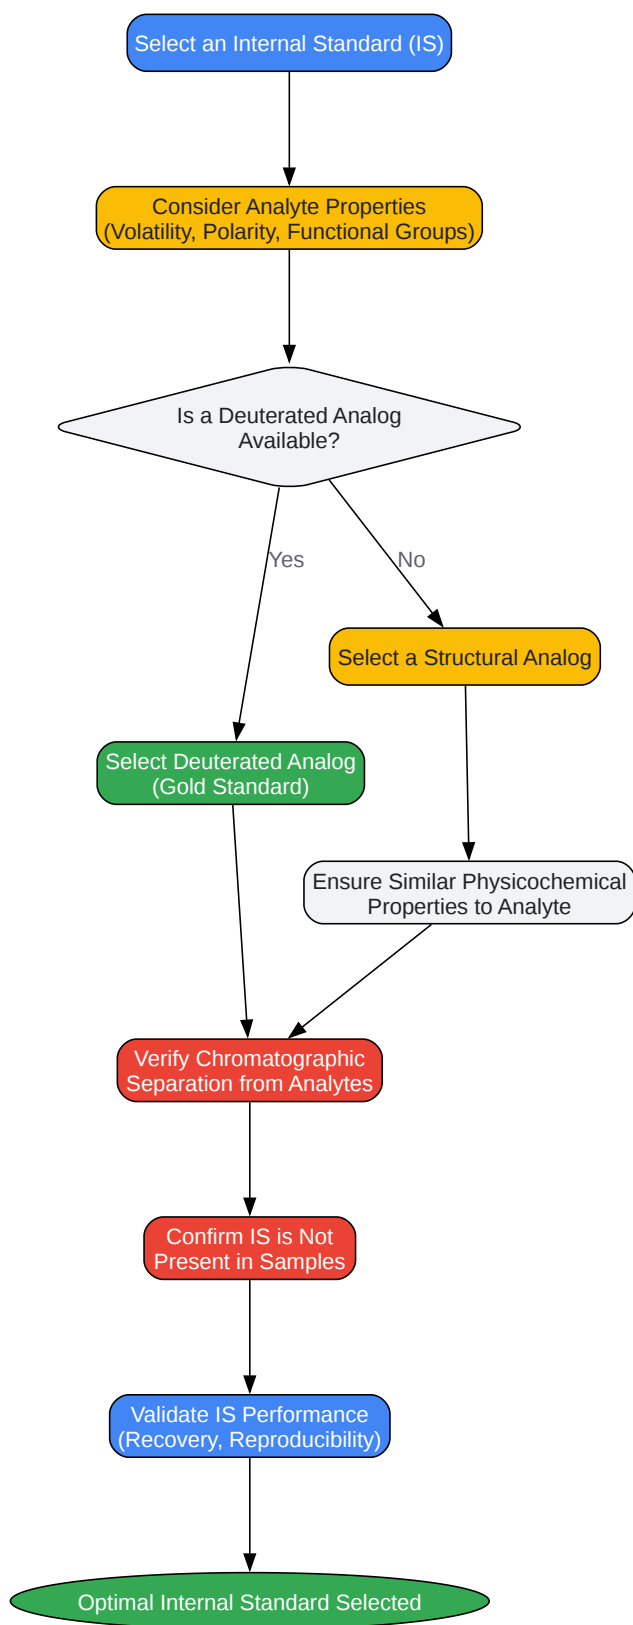 Select an Internal Standard (IS)
Consider Analyte Properties
(Volatility, Polarity, Functional Groups)
Is a Deuterated Analog
Available?
Yes
No
Select a Structural Analog
Select Deuterated Analog
(Gold Standard)
Ensure Similar Physicochemical
Properties to Analyte
Verify Chromatographic
Separation from Analytes
Confirm IS is Not
Present in Samples
Validate IS Performance
(Recovery, Reproducibility)
Optimal Internal Standard Selected